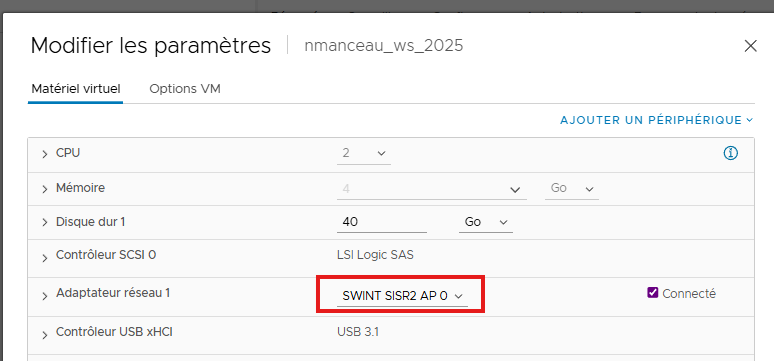 Modifier les paramètres | nmanceau_ws_2025
Matériel virtuel Options VM
AJOUTER UN PÉRIPHÉRIQUE
CPU 2
Mémoire 4 Go
Disque dur 1 40 Go
Contrôleur SCSI 0 LSI Logic SAS
Adaptateur réseau 1 SWINT SISR2 AP 0 Connecté
Contrôleur USB xHCI USB 3.1